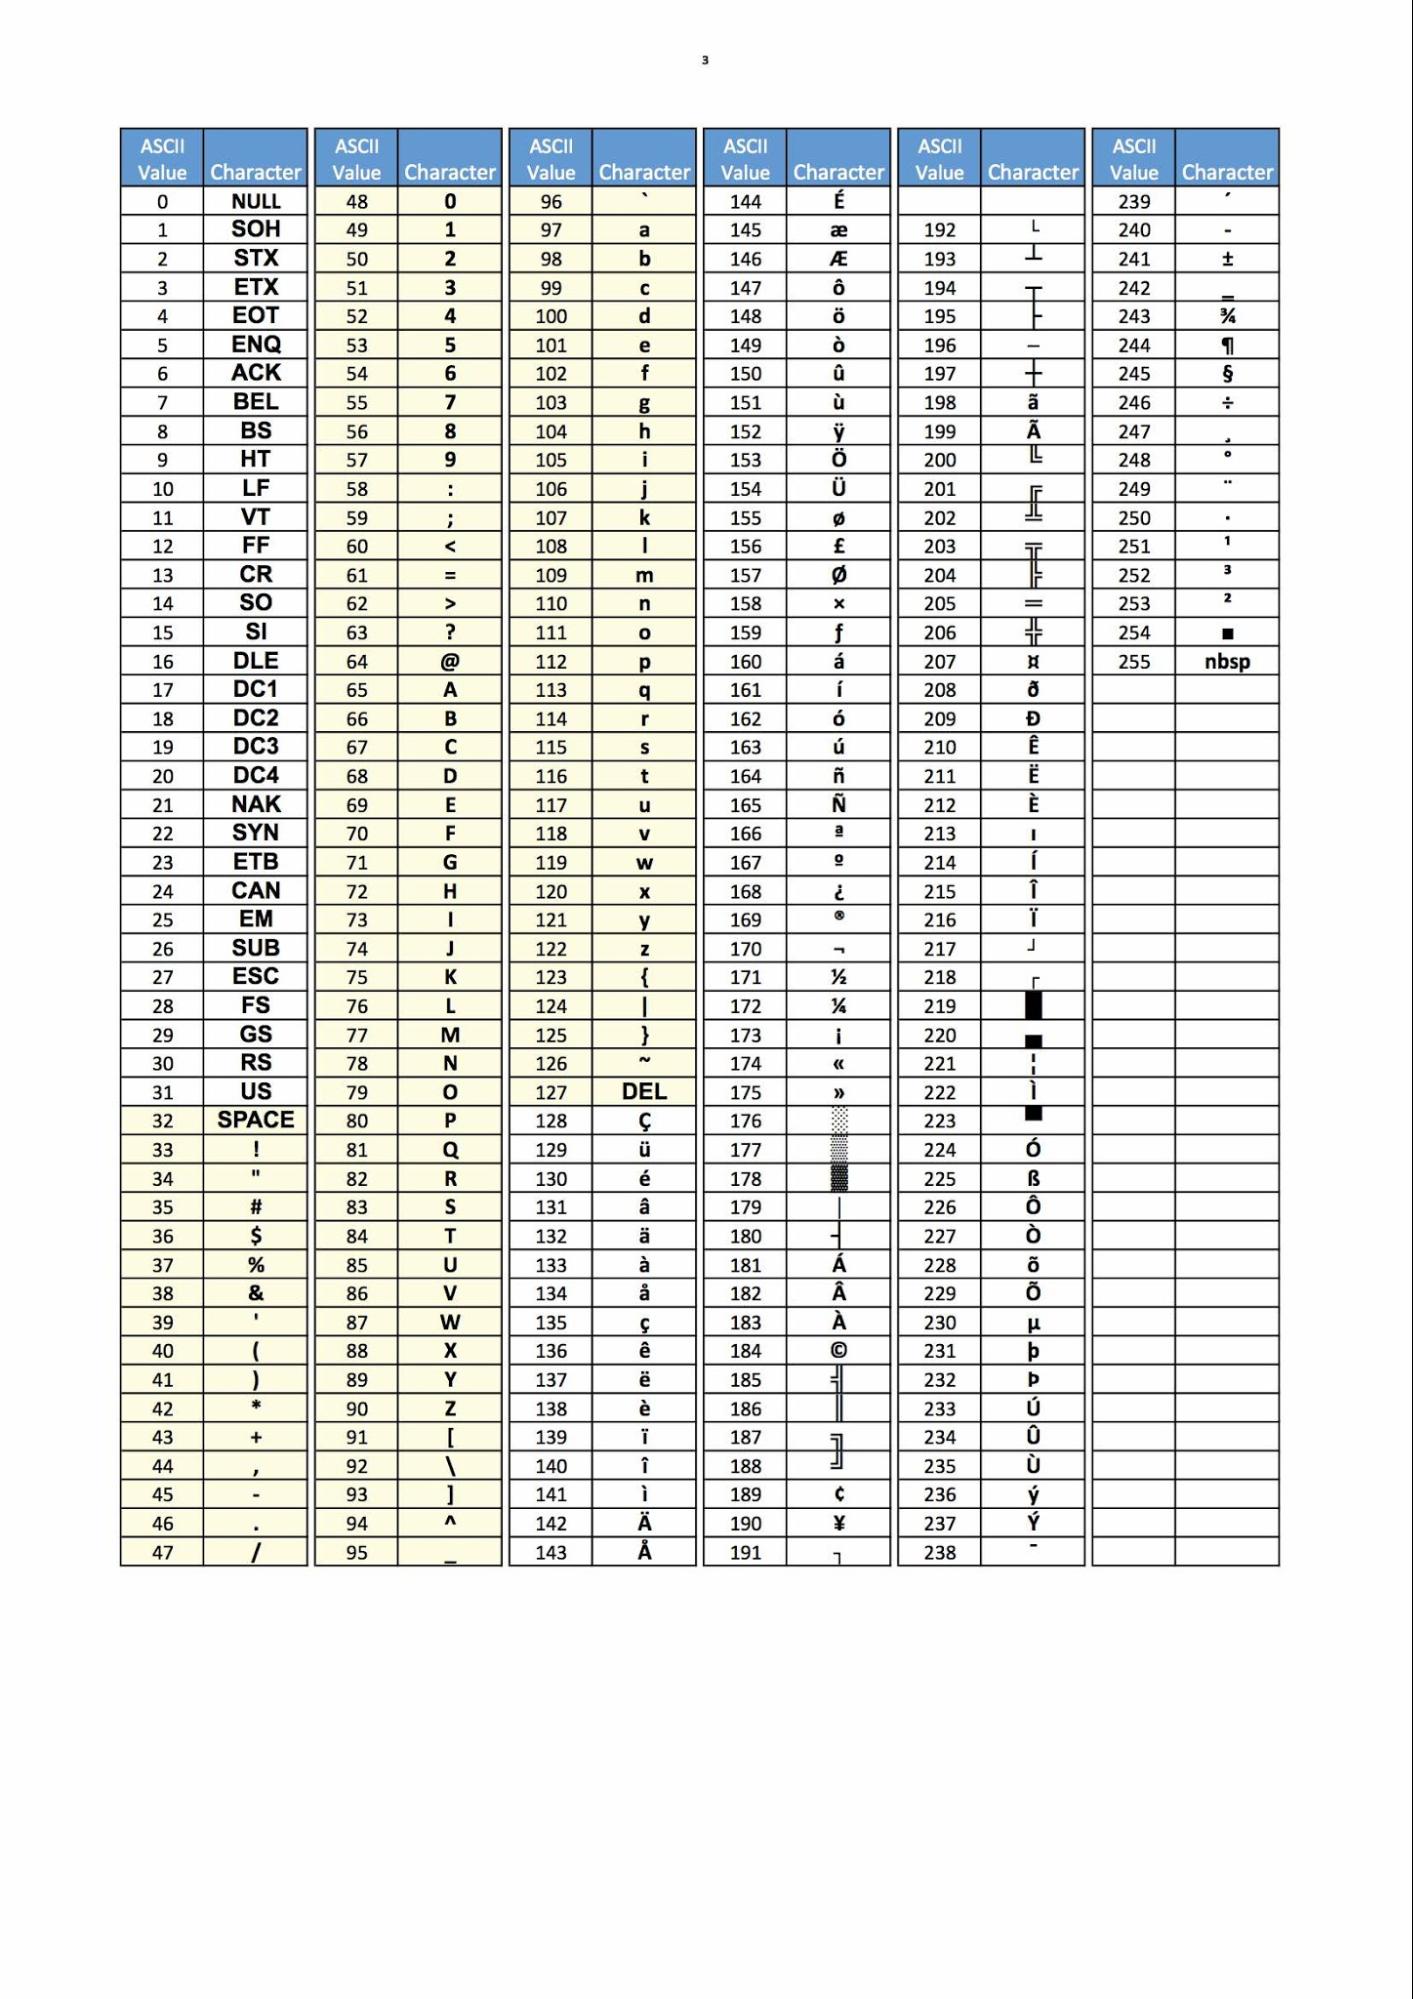 3
ASCII ASCII ASCII ASCII ASCII ASCII
Value Character Value Character Value Character Value Character Value Character Value Character
0 NULL 48 0 96 ` 144 É 239 ´
1 SOH 49 1 97 a 145 æ 192 └ 240 -
2 STX 50 2 98 b 146 Æ 193 ┴ 241 ±
3 ETX 51 3 99 c 147 ô 194 ┬ 242 ‗
4 EOT 52 4 100 d 148 ö 195 ├ 243 ¾
5 ENQ 53 5 101 e 149 ò 196 ─ 244 ¶
6 ACK 54 6 102 f 150 û 197 ┼ 245 §
7 BEL 55 7 103 g 151 ù 198 ã 246 ÷
8 BS 56 8 104 h 152 ÿ 199 Ã 247 ¸
9 HT 57 9 105 i 153 Ö 200 ╚ 248 °
10 LF 58 : 106 j 154 Ü 201 ╔ 249 ¨
11 VT 59 ; 107 k 155 ø 202 ╩ 250 ·
12 FF 60 < 108 l 156 £ 203 ╦ 251 ¹
13 CR 61 = 109 m 157 Ø 204 ╠ 252 ³
14 SO 62 > 110 n 158 × 205 ═ 253 ²
15 SI 63 ? 111 o 159 ƒ 206 ╬ 254 ■
16 DLE 64 @ 112 p 160 á 207 ¤ 255 nbsp
17 DC1 65 A 113 q 161 í 208 ð
18 DC2 66 B 114 r 162 ó 209 Ð
19 DC3 67 C 115 s 163 ú 210 Ê
20 DC4 68 D 116 t 164 ñ 211 Ë
21 NAK 69 E 117 u 165 Ñ 212 È
22 SYN 70 F 118 v 166 ª 213 ı
23 ETB 71 G 119 w 167 º 214 Í
24 CAN 72 H 120 x 168 ¿ 215 Î
25 EM 73 I 121 y 169 ® 216 Ï
26 SUB 74 J 122 z 170 ¬ 217 ┘
27 ESC 75 K 123 { 171 ½ 218 ┌
28 FS 76 L 124 | 172 ¼ 219 █
29 GS 77 M 125 } 173 ¡ 220 ▄
30 RS 78 N 126 ~ 174 « 221 ¦
31 US 79 O 127 DEL 175 » 222 Ì
32 SPACE 80 P 128 Ç 176 ░ 223 ▀
33 ! 81 Q 129 ü 177 ▒ 224 Ó
34 " 82 R 130 é 178 ▓ 225 ß
35 # 83 S 131 â 179 │ 226 Ô
36 $ 84 T 132 ä 180 ┤ 227 Ò
37 % 85 U 133 à 181 Á 228 õ
38 & 86 V 134 å 182 Â 229 Õ
39 ' 87 W 135 ç 183 À 230 µ
40 ( 88 X 136 ê 184 © 231 þ
41 ) 89 Y 137 ë 185 ╣ 232 Þ
42 * 90 Z 138 è 186 ║ 233 Ú
43 + 91 [ 139 ï 187 ╗ 234 Û
44 , 92 \ 140 î 188 ╝ 235 Ù
45 - 93 ] 141 ì 189 ¢ 236 ý
46 . 94 ^ 142 Ä 190 ¥ 237 Ý
47 / 95 _ 143 Å 191 ┐ 238 ¯